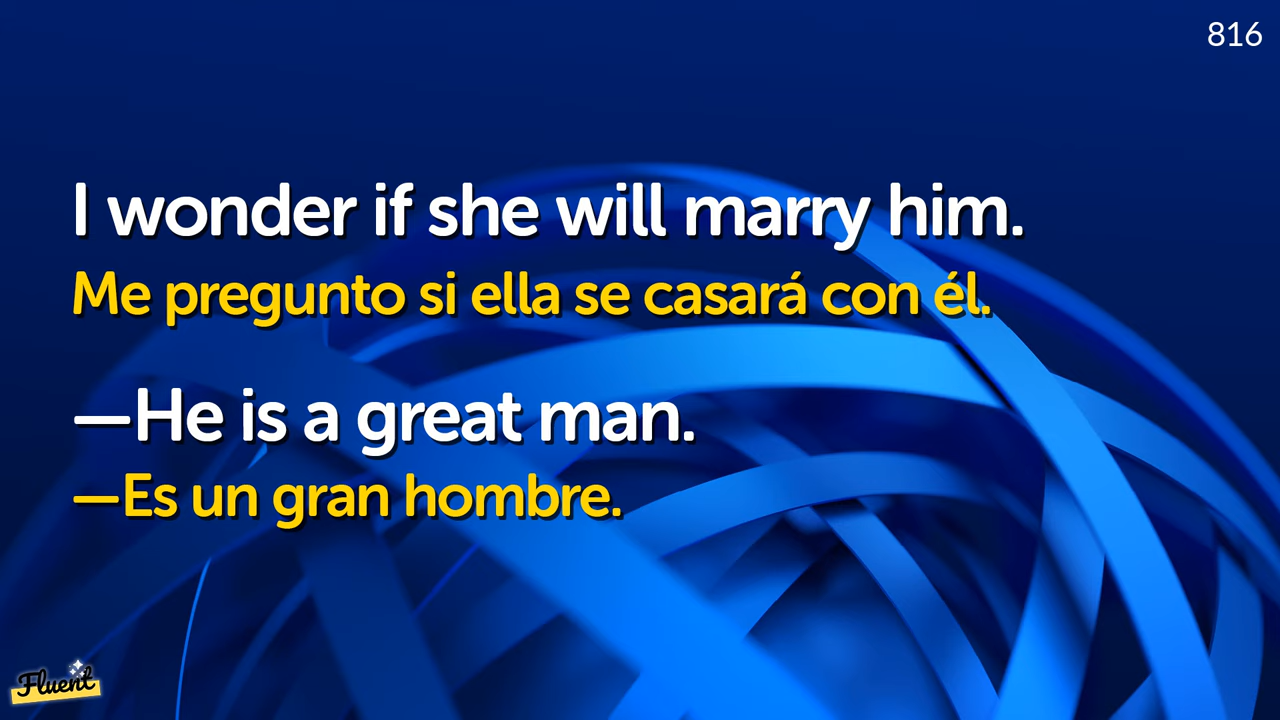 816
I wonder if she will marry him.
Me pregunto si ella se casará con él.
—He is a great man.
—Es un gran hombre.
Fluent